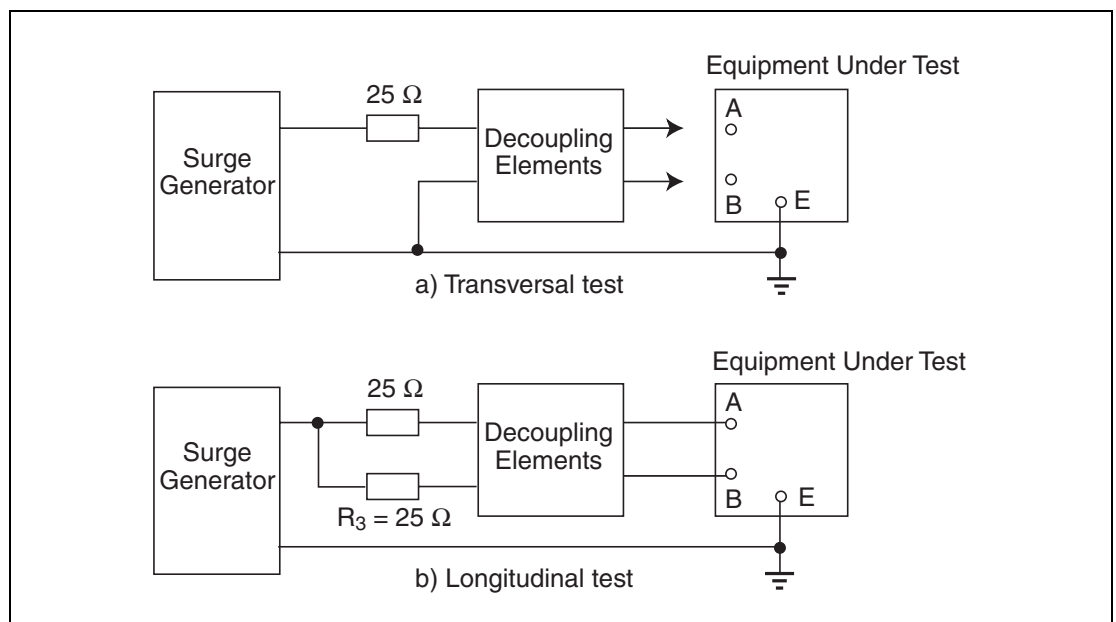 Equipment Under Test
25 Ω
A
Surge
Generator
Decoupling
Elements
B
E
a) Transversal test
Equipment Under Test
25 Ω
A
Surge
Generator
Decoupling
Elements
B
E
R3 = 25 Ω
b) Longitudinal test